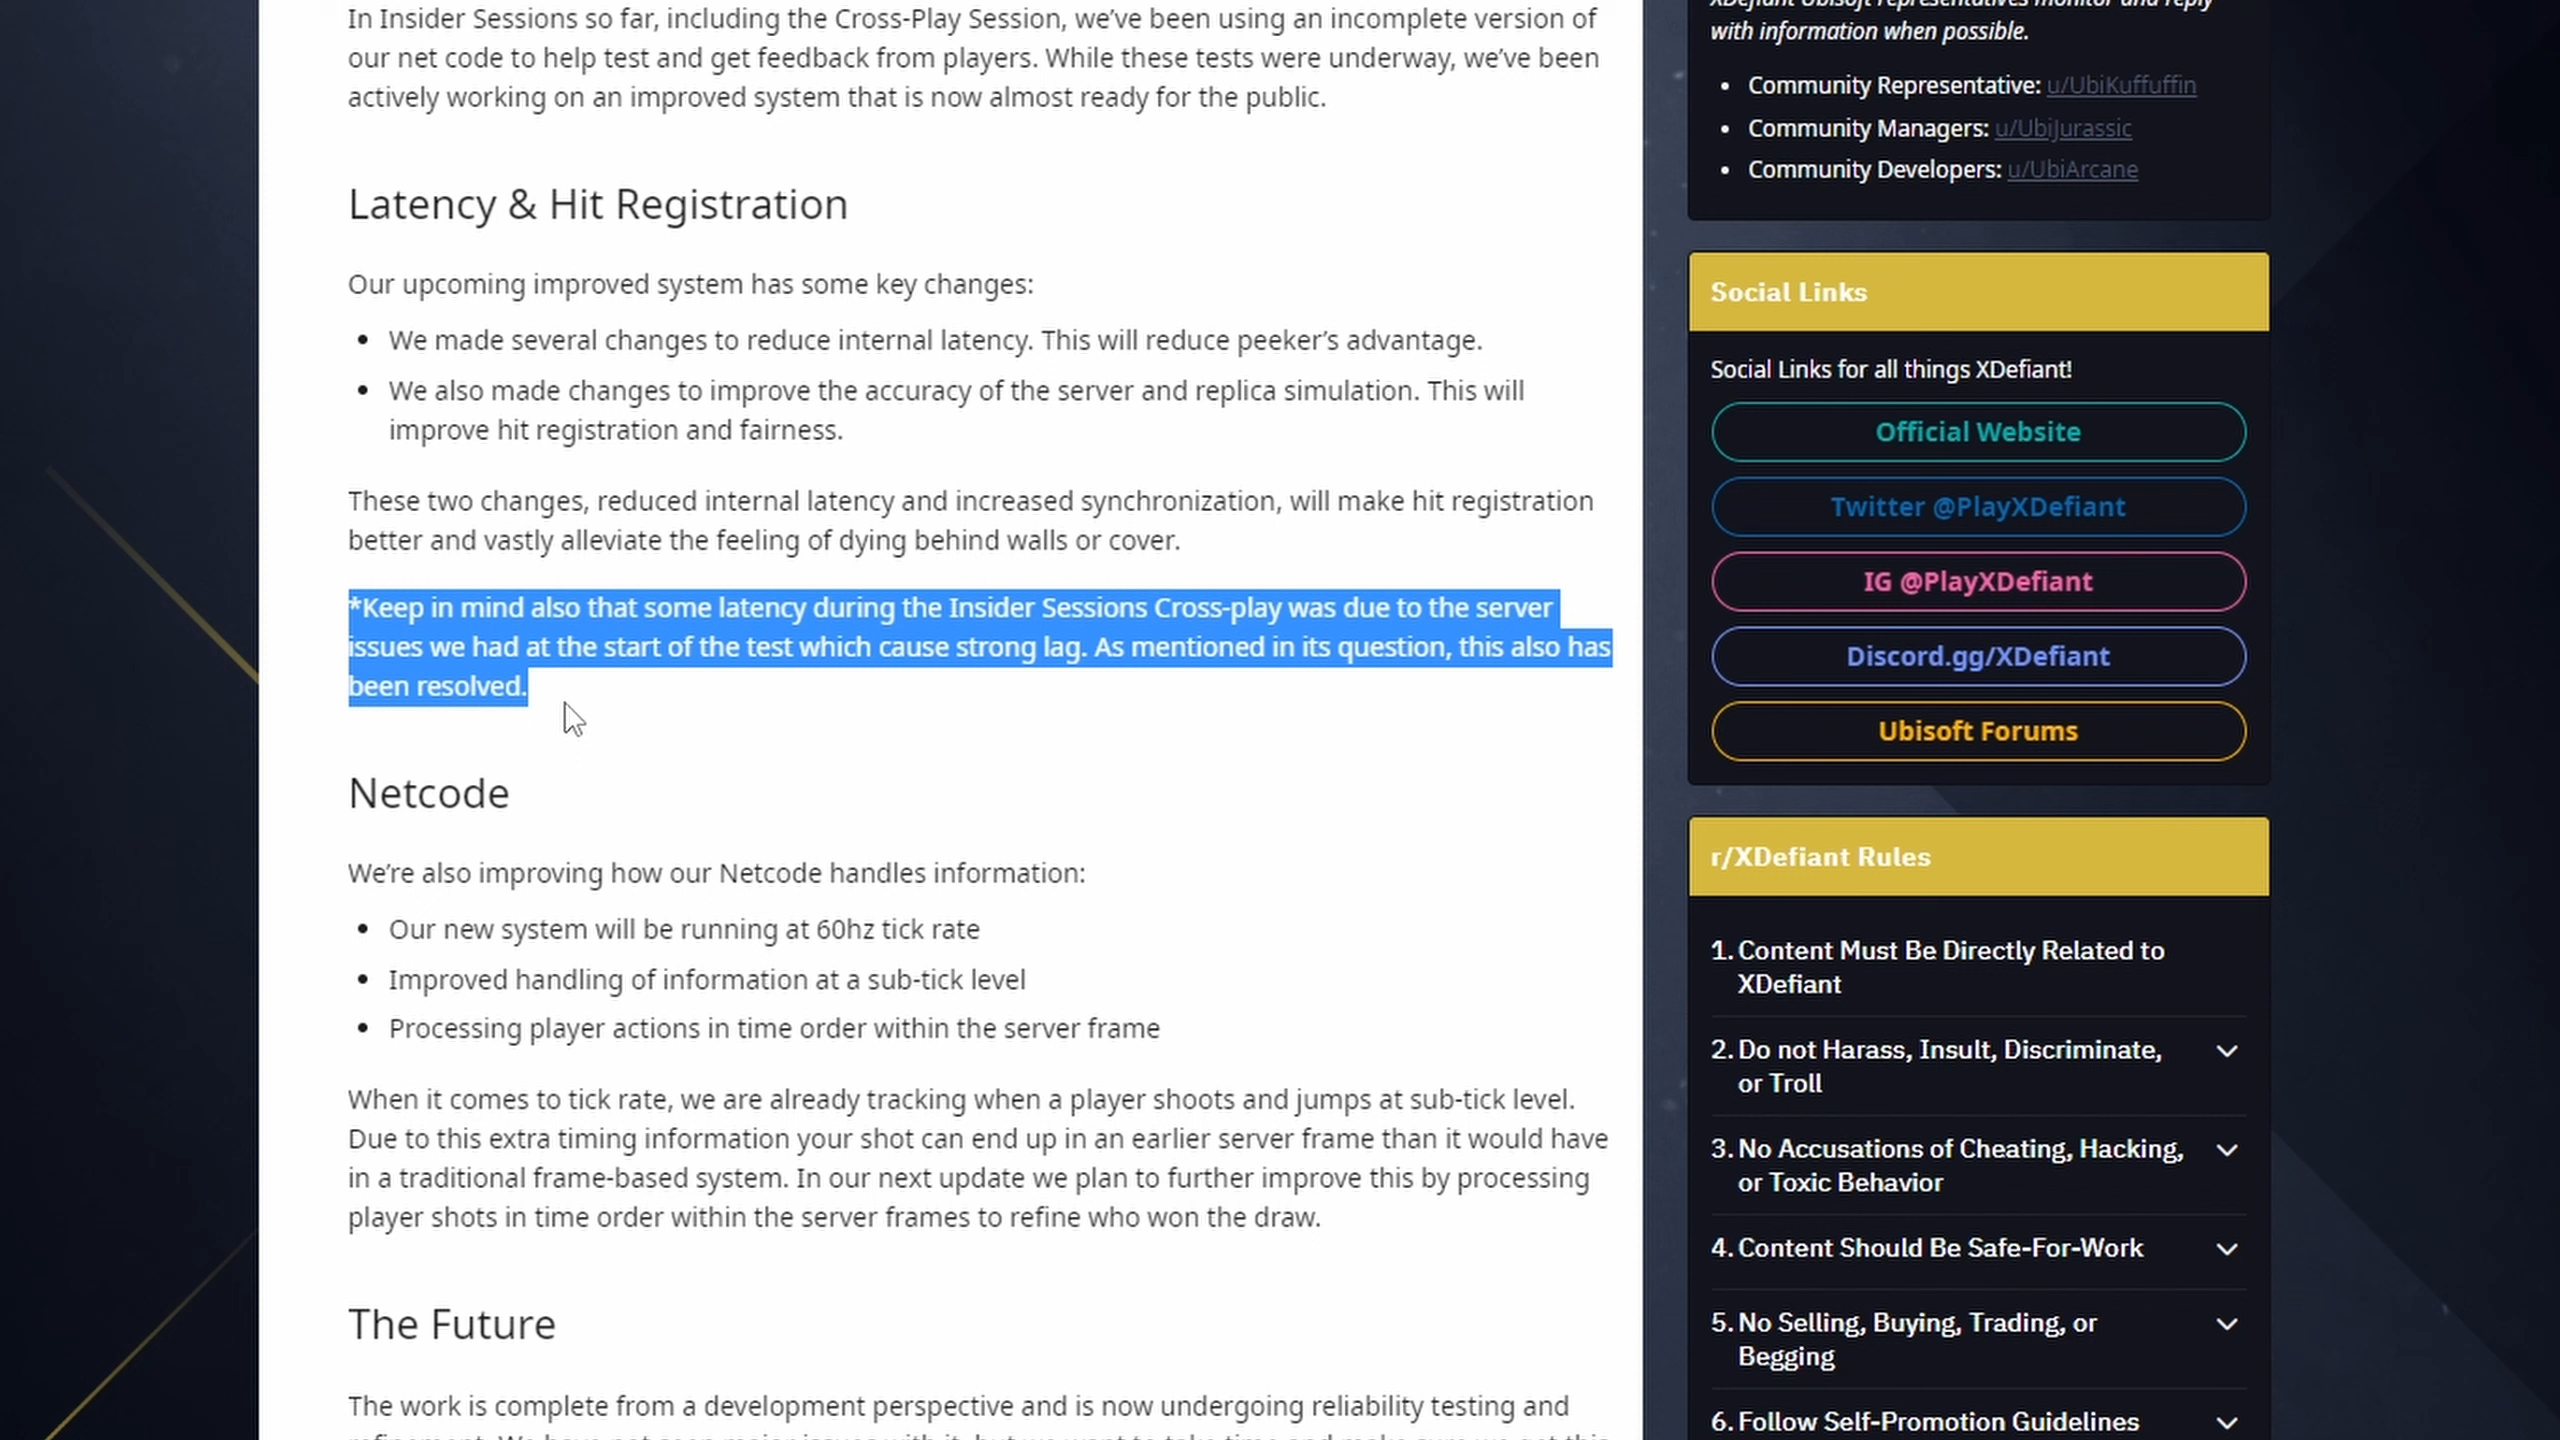 In Insider Sessions so far, including the Cross-Play Session, we’ve been using an incomplete version of
our net code to help test and get feedback from players. While these tests were underway, we’ve been
actively working on an improved system that is now almost ready for the public.
Latency & Hit Registration
Our upcoming improved system has some key changes:
• We made several changes to reduce internal latency. This will reduce peeker’s advantage.
• We also made changes to improve the accuracy of the server and replica simulation. This will
improve hit registration and fairness.
These two changes, reduced internal latency and increased synchronization, will make hit registration
better and vastly alleviate the feeling of dying behind walls or cover.
*Keep in mind also that some latency during the Insider Sessions Cross-play was due to the server
issues we had at the start of the test which cause strong lag. As mentioned in its question, this also has
been resolved.
Netcode
We’re also improving how our Netcode handles information:
• Our new system will be running at 60hz tick rate
• Improved handling of information at a sub-tick level
• Processing player actions in time order within the server frame
When it comes to tick rate, we are already tracking when a player shoots and jumps at sub-tick level.
Due to this extra timing information your shot can end up in an earlier server frame than it would have
in a traditional frame-based system. In our next update we plan to further improve this by processing
player shots in time order within the server frames to refine who won the draw.
The Future
The work is complete from a development perspective and is now undergoing reliability testing and
XDefiant Ubisoft representatives monitor and reply
with information when possible.
• Community Representative: u/UbiKuffuffin
• Community Managers: u/UbiJurassic
• Community Developers: u/UbiArcane
Social Links
Social Links for all things XDefiant!
Official Website
Twitter @PlayXDefiant
IG @PlayXDefiant
Discord.gg/XDefiant
Ubisoft Forums
r/XDefiant Rules
1. Content Must Be Directly Related to
XDefiant
2. Do not Harass, Insult, Discriminate,
or Troll
3. No Accusations of Cheating, Hacking,
or Toxic Behavior
4. Content Should Be Safe-For-Work
5. No Selling, Buying, Trading, or
Begging
6. Follow Self-Promotion Guidelines